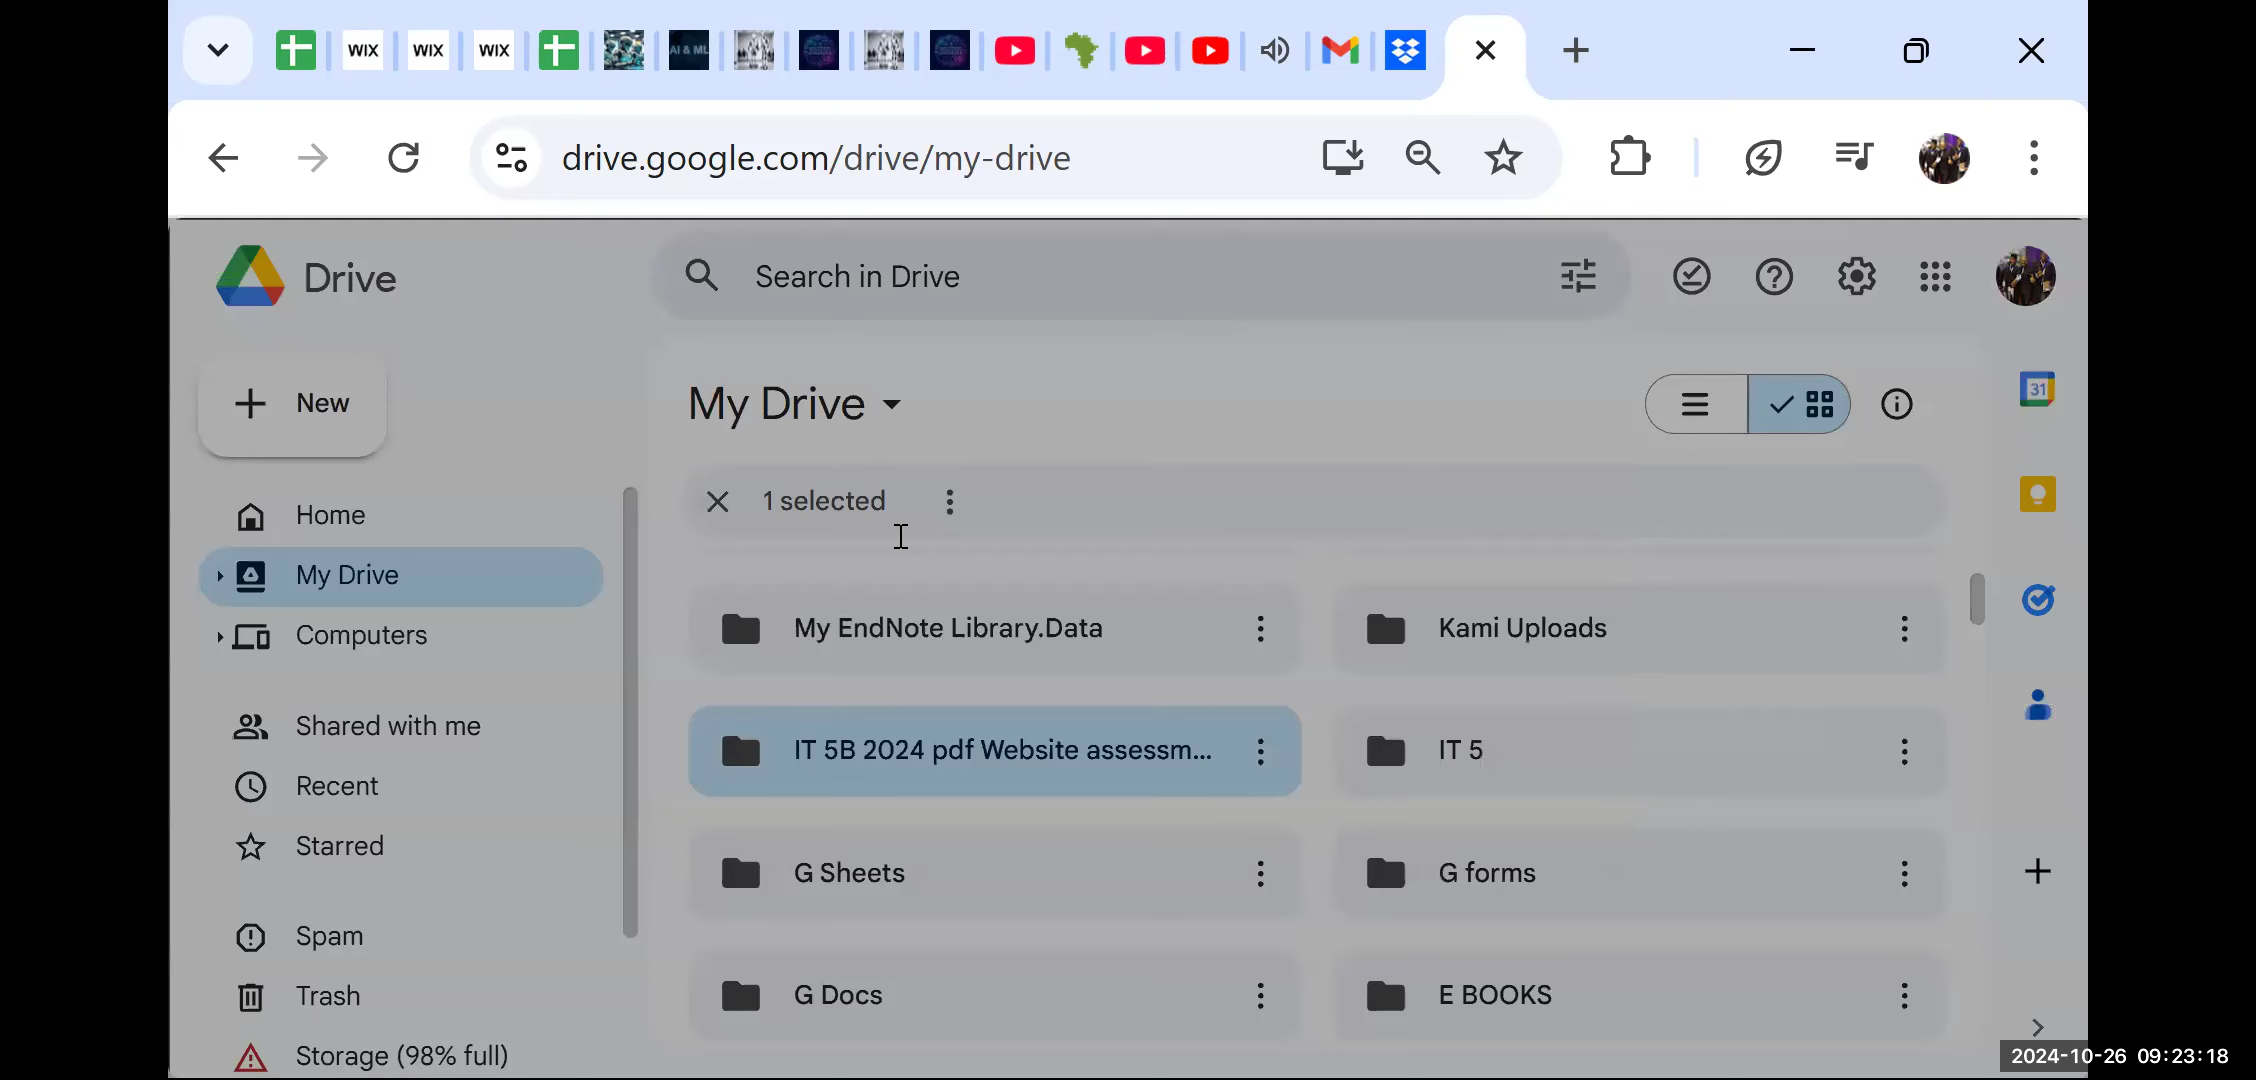 WIX
WIX
WIX
AI & ML
drive.google.com/drive/my-drive
Drive
Search in Drive
New
My Drive
31
1 selected
Home
My Drive
Computers
Shared with me
Recent
Starred
Spam
Trash
Storage (98% full)
My EndNote Library.Data
Kami Uploads
IT 5B 2024 pdf Website assessm...
IT 5
G Sheets
G forms
G Docs
E BOOKS
2024-10-26 09:23:18